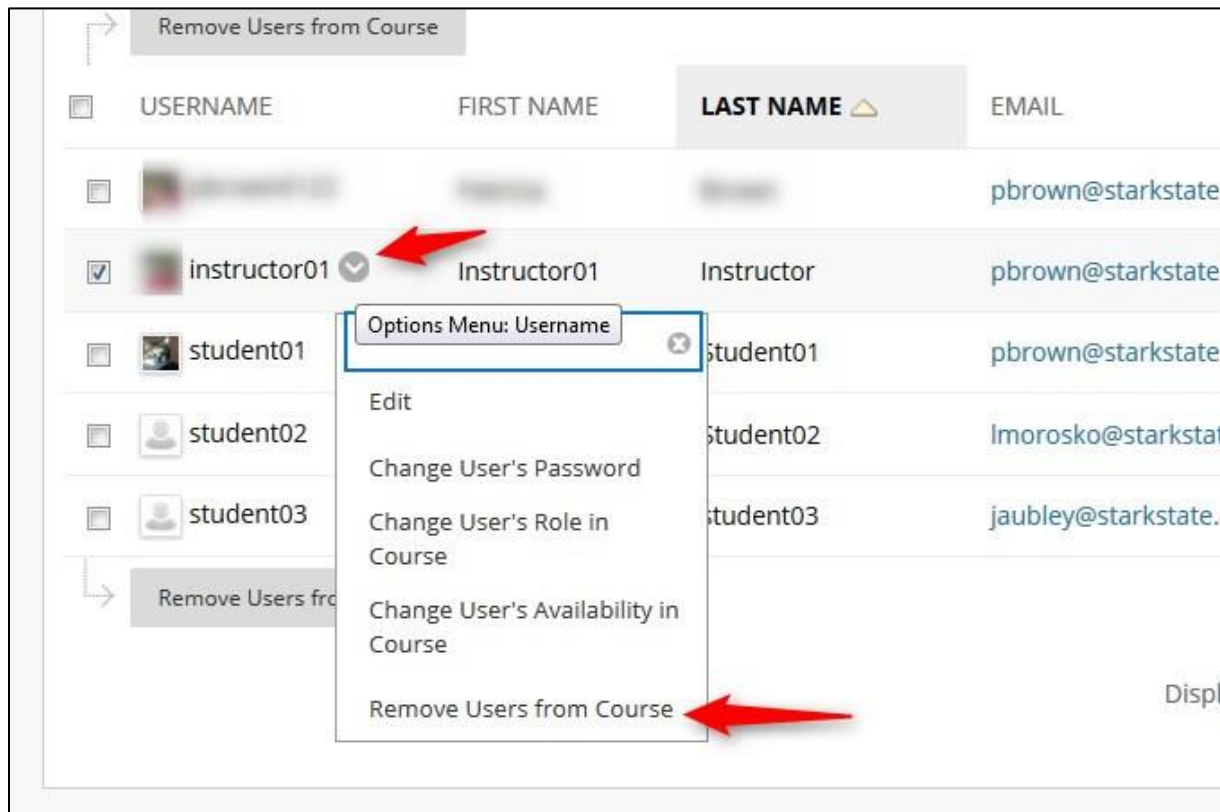 Remove Users from Course
USERNAME FIRST NAME LAST NAME EMAIL
pbrown@starkstate
instructor01 Instructor01 Instructor pbrown@starkstate
Options Menu: Username
student01 Student01 pbrown@starkstate
Edit
student02 Student02 lmorosko@starkstat
Change User's Password
student03 student03 jaubley@starkstate.
Change User's Role in
Course
Remove Users fro
Change User's Availability in
Course
Remove Users from Course
Displ